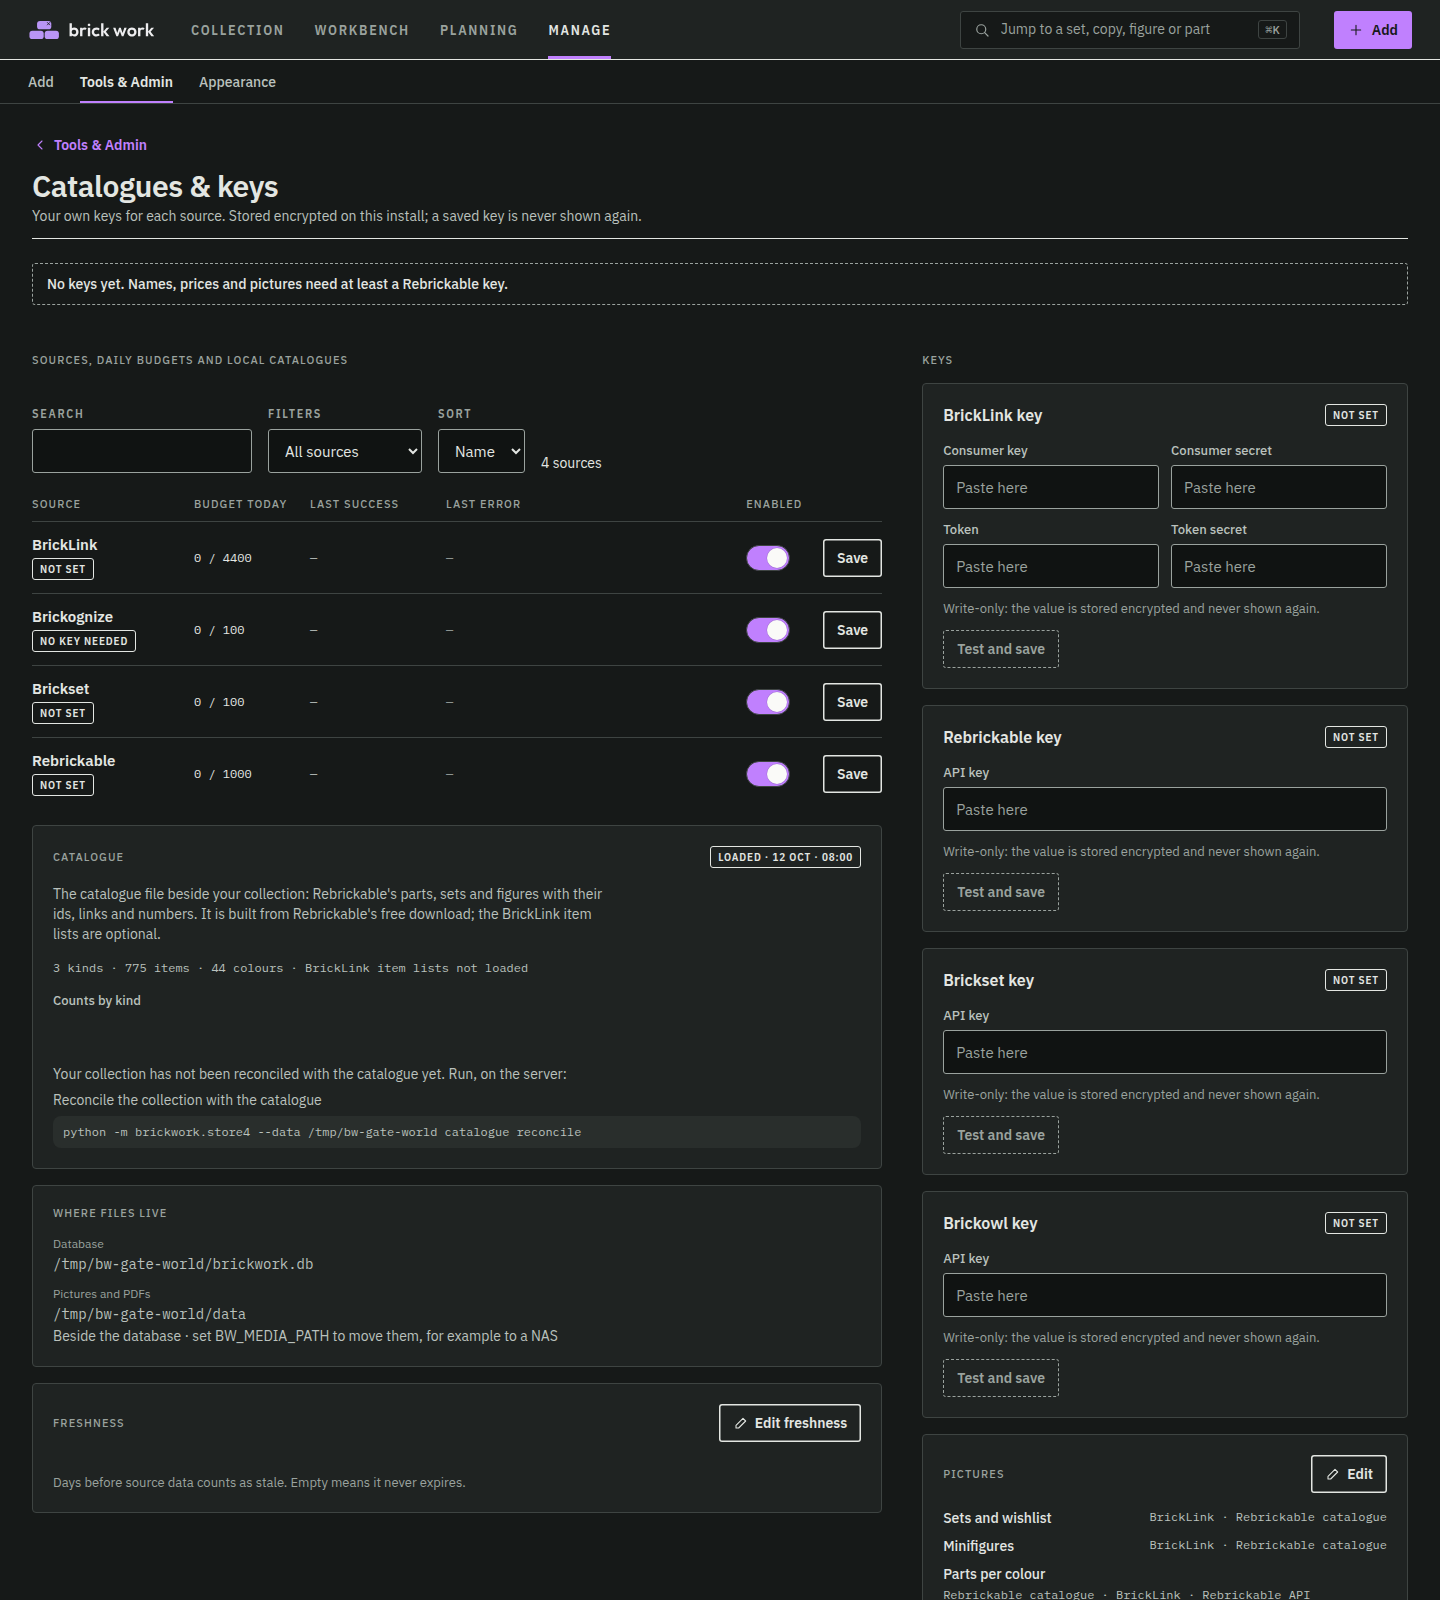 brick work
COLLECTION
WORKBENCH
PLANNING
MANAGE
Jump to a set, copy, figure or part
⌘K
Add
Add
Tools & Admin
Appearance
Tools & Admin
Catalogues & keys
Your own keys for each source. Stored encrypted on this install; a saved key is never shown again.
No keys yet. Names, prices and pictures need at least a Rebrickable key.
SOURCES, DAILY BUDGETS AND LOCAL CATALOGUES
SEARCH
FILTERS
SORT
All sources
Name
4 sources
SOURCE
BUDGET TODAY
LAST SUCCESS
LAST ERROR
ENABLED
BrickLink
NOT SET
0 / 4400
—
—
Save
Brickognize
NO KEY NEEDED
0 / 100
—
—
Save
Brickset
NOT SET
0 / 100
—
—
Save
Rebrickable
NOT SET
0 / 1000
—
—
Save
CATALOGUE
LOADED · 12 OCT · 08:00
The catalogue file beside your collection: Rebrickable's parts, sets and figures with their
ids, links and numbers. It is built from Rebrickable's free download; the BrickLink item
lists are optional.
3 kinds · 775 items · 44 colours · BrickLink item lists not loaded
Counts by kind
Your collection has not been reconciled with the catalogue yet. Run, on the server:
Reconcile the collection with the catalogue
python -m brickwork.store4 --data /tmp/bw-gate-world catalogue reconcile
WHERE FILES LIVE
Database
/tmp/bw-gate-world/brickwork.db
Pictures and PDFs
/tmp/bw-gate-world/data
Beside the database · set BW_MEDIA_PATH to move them, for example to a NAS
FRESHNESS
Edit freshness
Days before source data counts as stale. Empty means it never expires.
KEYS
BrickLink key
NOT SET
Consumer key
Consumer secret
Paste here
Paste here
Token
Token secret
Paste here
Paste here
Write-only: the value is stored encrypted and never shown again.
Test and save
Rebrickable key
NOT SET
API key
Paste here
Write-only: the value is stored encrypted and never shown again.
Test and save
Brickset key
NOT SET
API key
Paste here
Write-only: the value is stored encrypted and never shown again.
Test and save
Brickowl key
NOT SET
API key
Paste here
Write-only: the value is stored encrypted and never shown again.
Test and save
PICTURES
Edit
Sets and wishlist
BrickLink · Rebrickable catalogue
Minifigures
BrickLink · Rebrickable catalogue
Parts per colour
Rebrickable catalogue · BrickLink · Rebrickable API